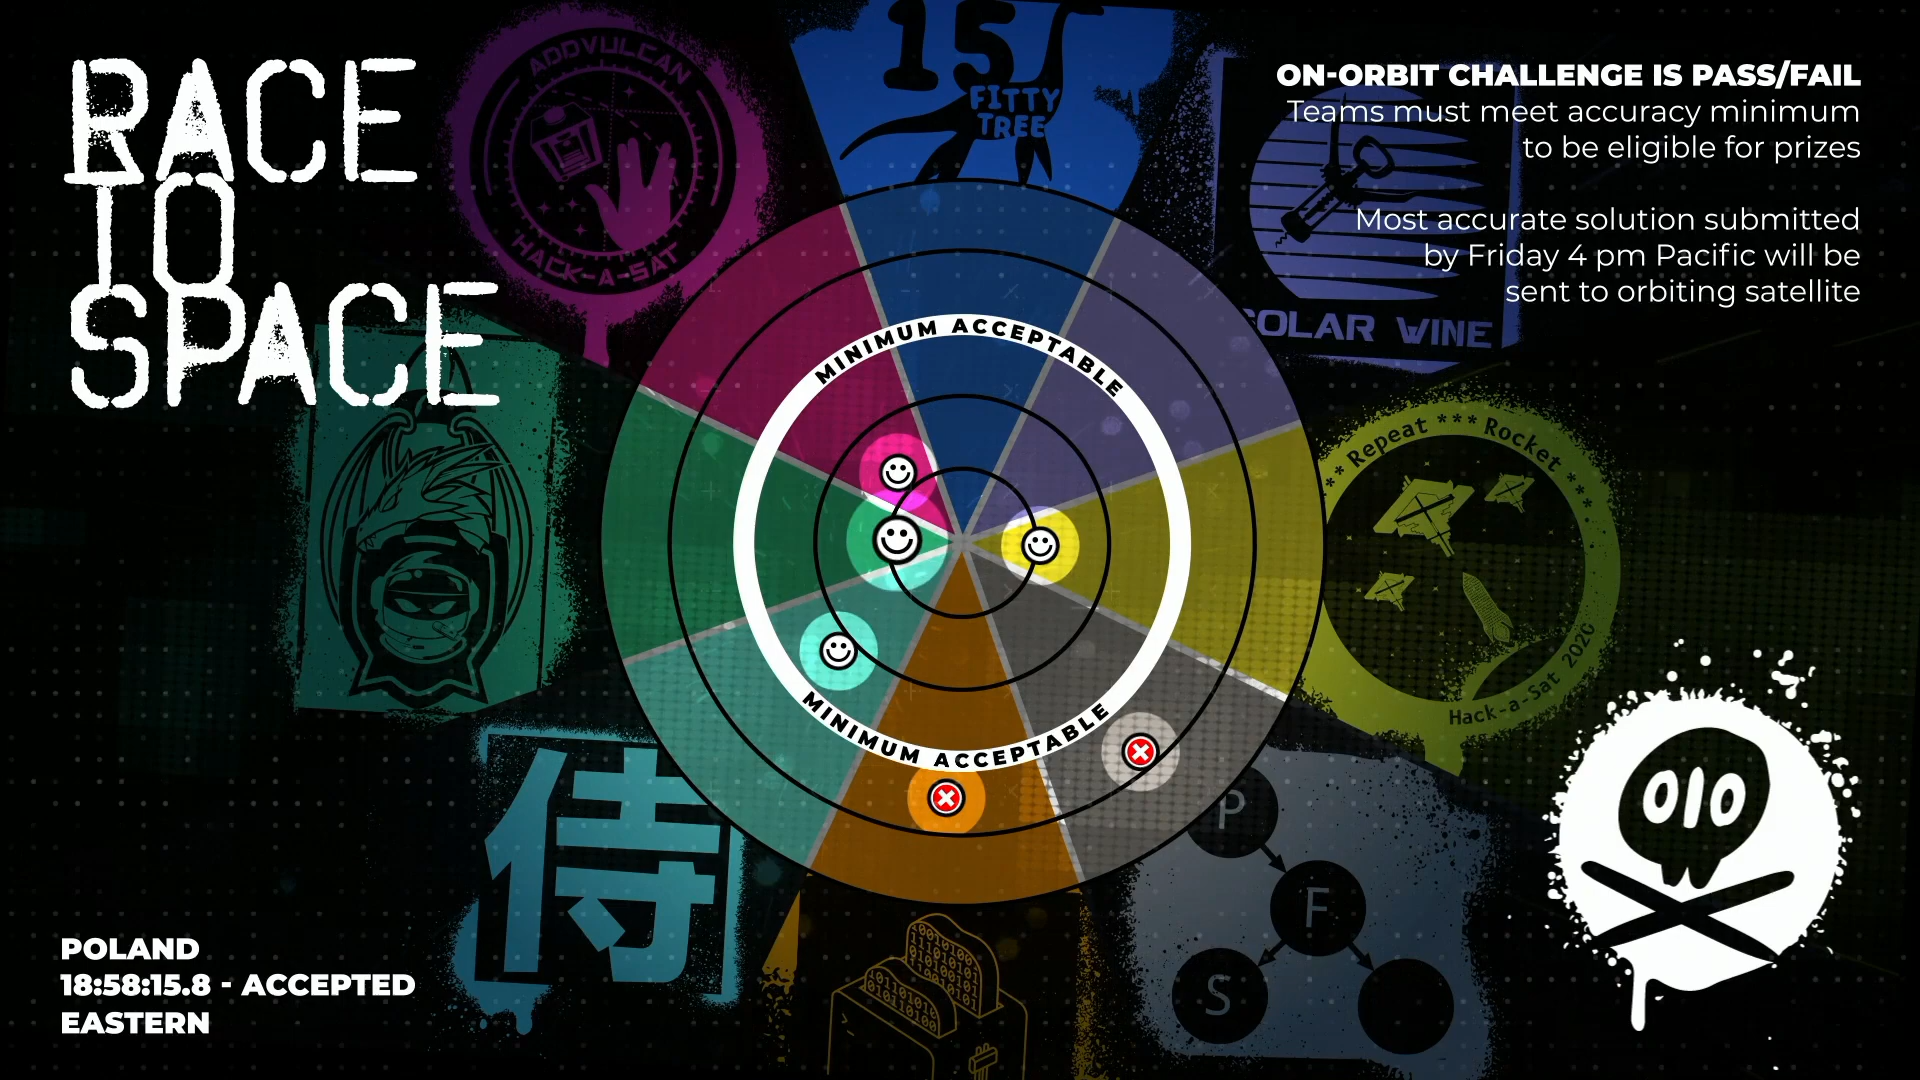 RACE
TO
SPACE
ADDVULCAN
HACK-A-SAT
15
FITTY
TREE
ON-ORBIT CHALLENGE IS PASS/FAIL
Teams must meet accuracy minimum
to be eligible for prizes
Most accurate solution submitted
by Friday 4 pm Pacific will be
sent to orbiting satellite
SOLAR WINE
*** Repeat *** Rocket ***
Hack-a-Sat 2020
MINIMUM ACCEPTABLE
MINIMUM ACCEPTABLE
侍
P
F
S
010
POLAND
18:58:15.8 - ACCEPTED
EASTERN